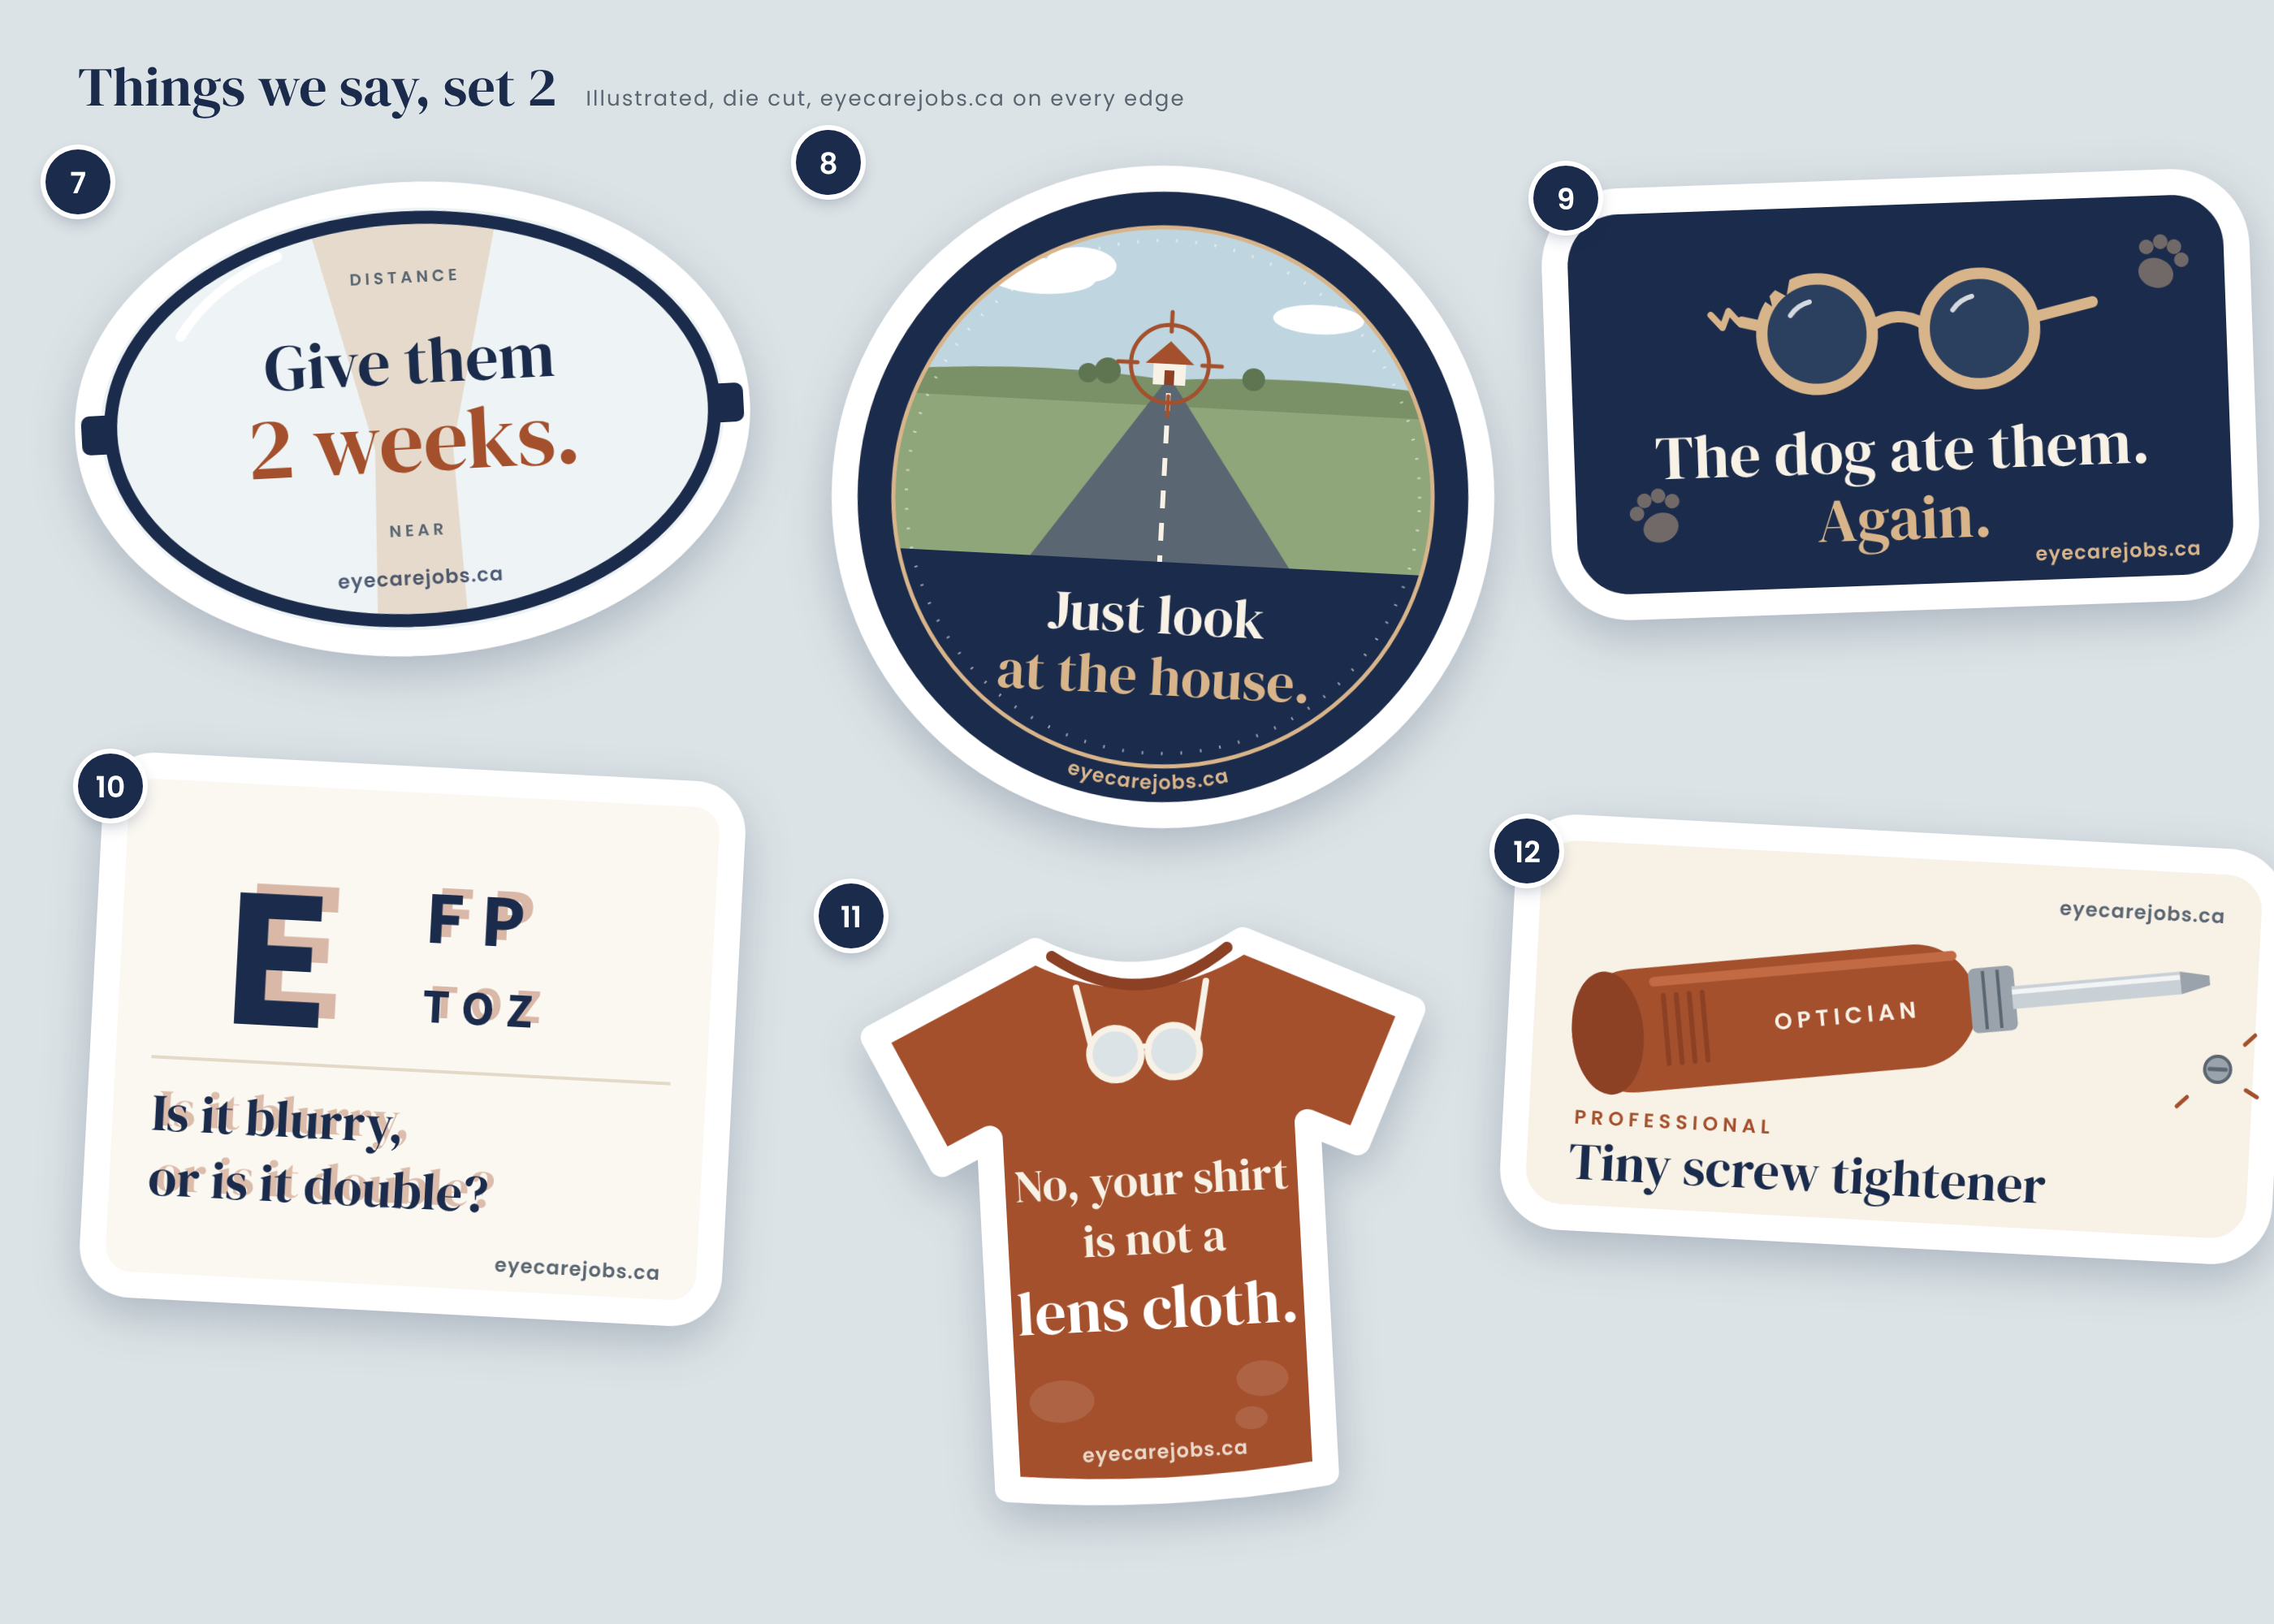 Things we say, set 2
Illustrated, die cut, eyecarejobs.ca on every edge
7
DISTANCE
Give them
2 weeks.
NEAR
eyecarejobs.ca
8
Just look
at the house.
eyecarejobs.ca
9
The dog ate them.
Again.
eyecarejobs.ca
10
E
F P
T O Z
Is it blurry,
or is it double?
eyecarejobs.ca
11
No, your shirt
is not a
lens cloth.
eyecarejobs.ca
12
eyecarejobs.ca
OPTICIAN
PROFESSIONAL
Tiny screw tightener